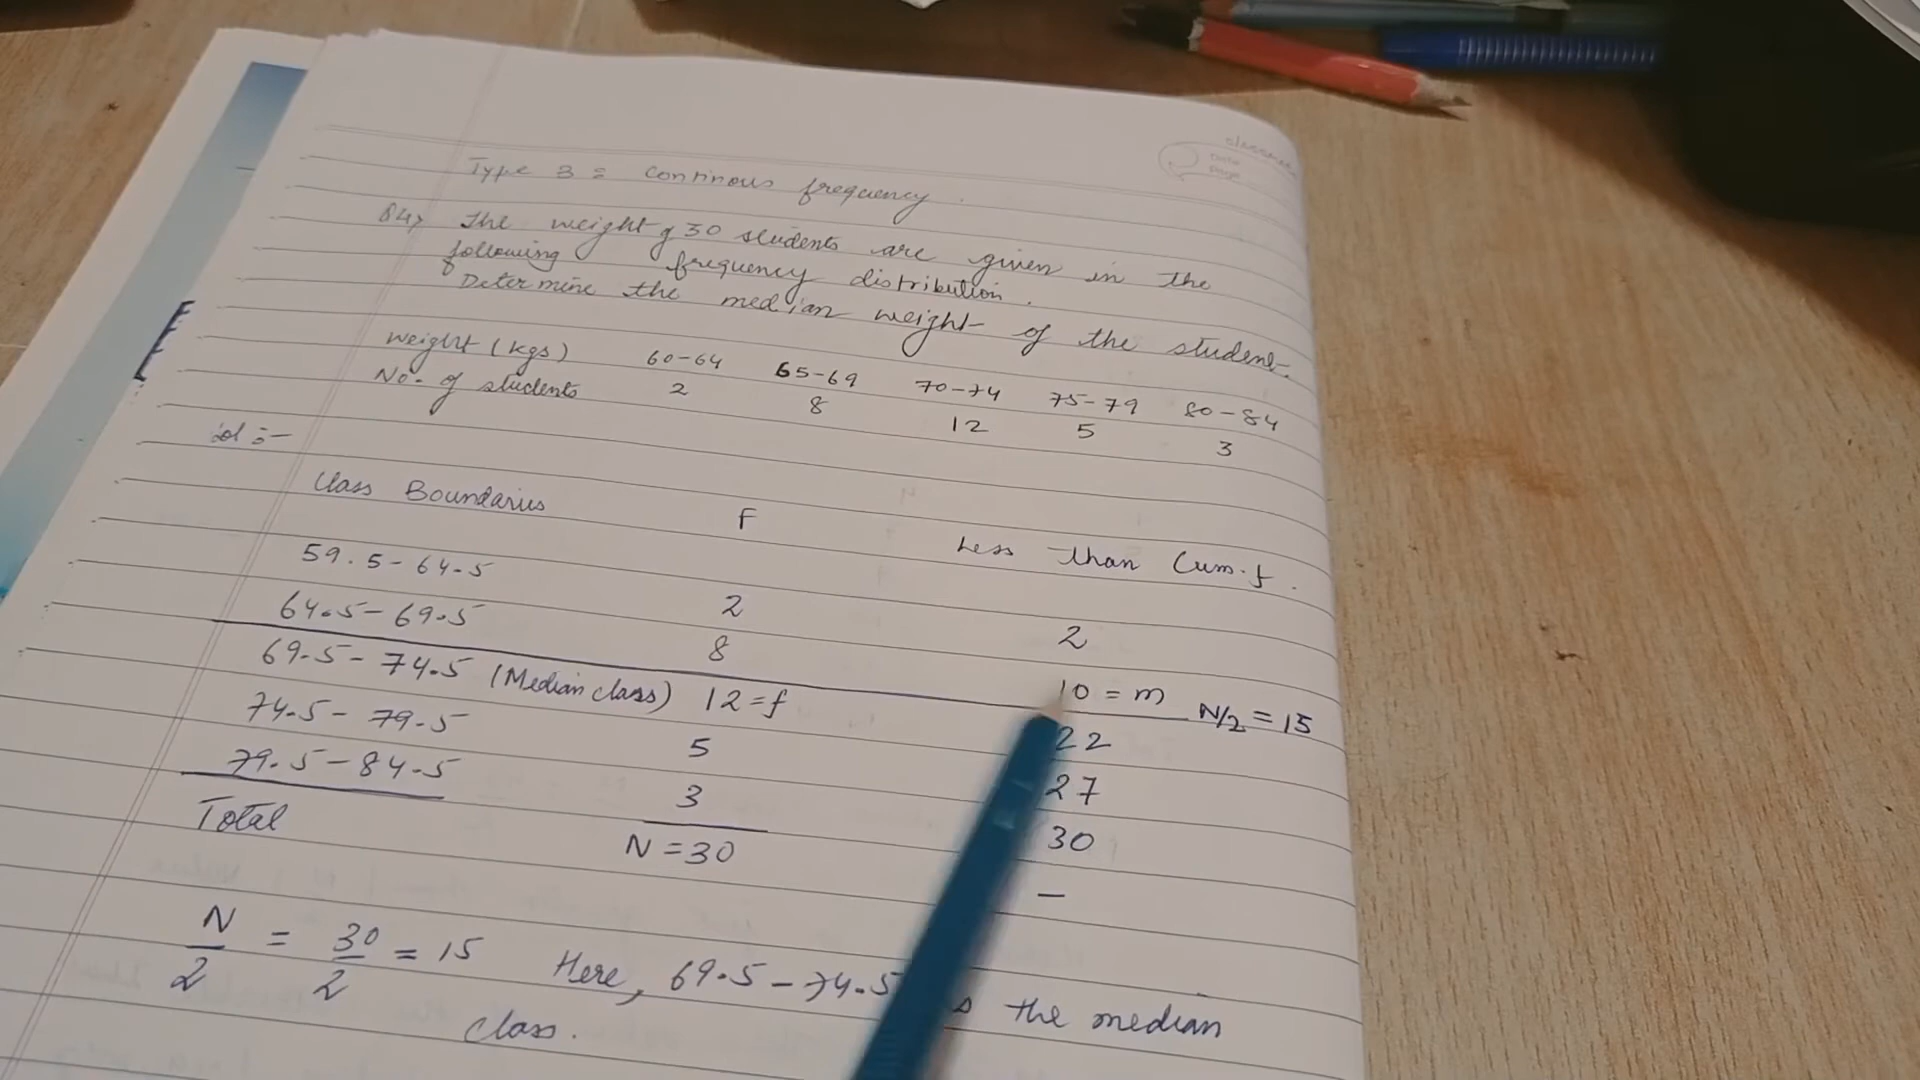 classmate
Date
Page
Type 3 = Continous frequency.
Q4> The weight of 30 students are given in the
following frequency distribution.
Determine the median weight of the student.
weight (kgs) 60-64 65-69 70-74 75-79 80-84
No. of students 2 8 12 5 3
Sol :-
Class Boundaries F Less than Cum.f.
59.5-64.5 2 2
64.5-69.5 8 10 = m N/2 = 15
69.5-74.5 (Median class) 12=f 22
74.5-79.5 5 27
79.5-84.5 3 30
Total N=30 —
N/2 = 30/2 = 15 Here, 69.5-74.5 the median
class.